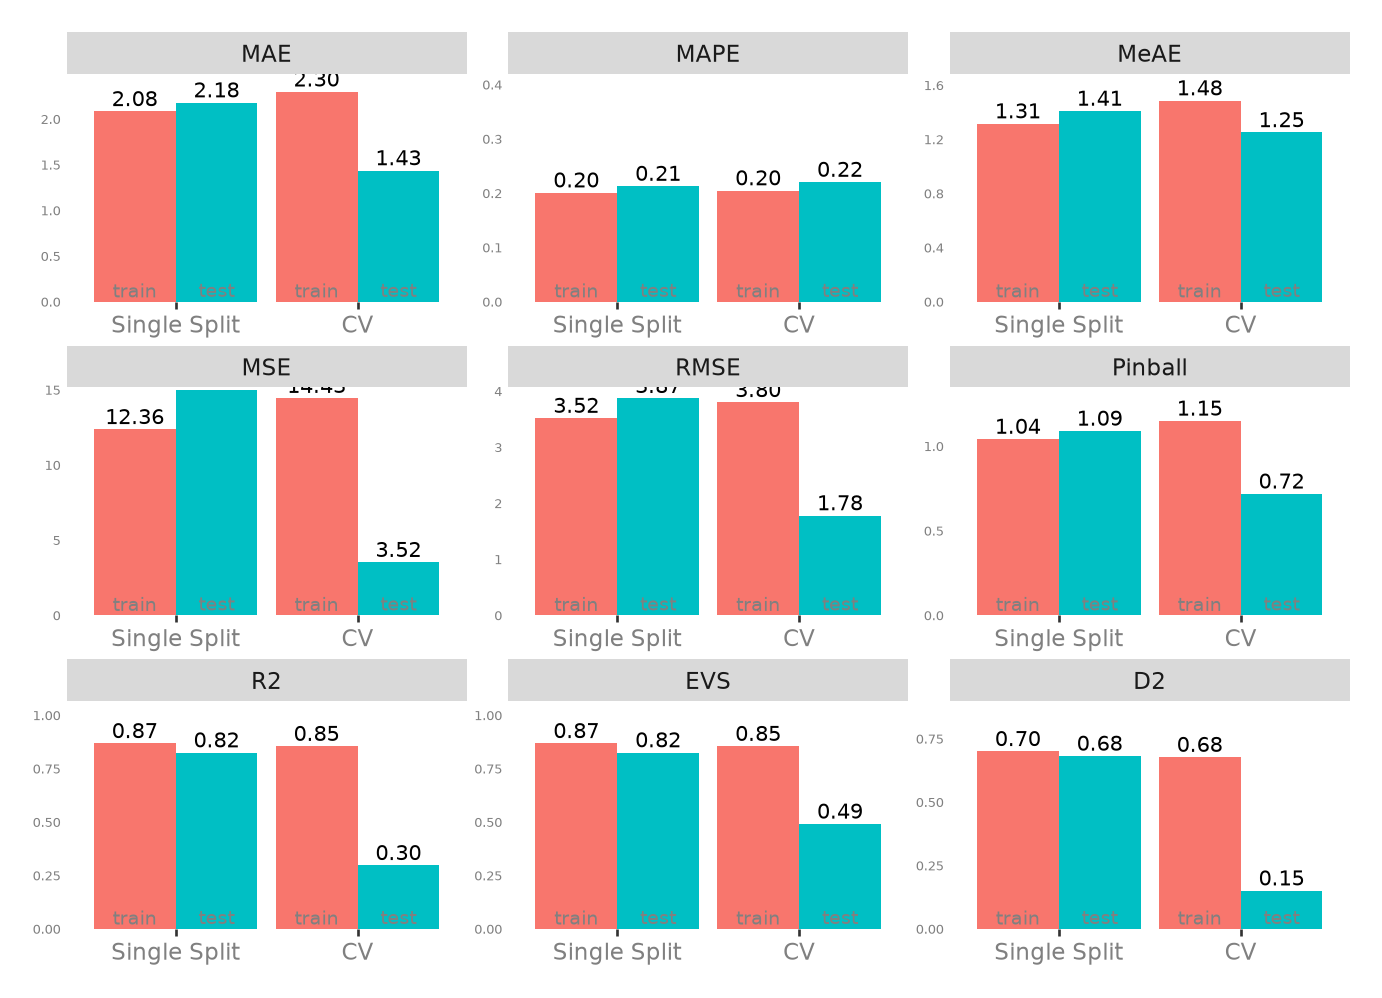 MAE
MAPE
MeAE
2.08
2.18
2.30
1.43
0.0
0.5
1.0
1.5
2.0
train
test
train
test
Single Split
CV
0.20
0.21
0.20
0.22
0.0
0.1
0.2
0.3
0.4
train
test
train
test
Single Split
CV
1.31
1.41
1.48
1.25
0.0
0.4
0.8
1.2
1.6
train
test
train
test
Single Split
CV
MSE
RMSE
Pinball
12.36
14.45
3.52
0
5
10
15
train
test
train
test
Single Split
CV
3.52
3.87
3.80
1.78
0
1
2
3
4
train
test
train
test
Single Split
CV
1.04
1.09
1.15
0.72
0.0
0.5
1.0
train
test
train
test
Single Split
CV
R2
EVS
D2
0.87
0.82
0.85
0.30
0.00
0.25
0.50
0.75
1.00
train
test
train
test
Single Split
CV
0.87
0.82
0.85
0.49
0.00
0.25
0.50
0.75
1.00
train
test
train
test
Single Split
CV
0.70
0.68
0.68
0.15
0.00
0.25
0.50
0.75
train
test
train
test
Single Split
CV